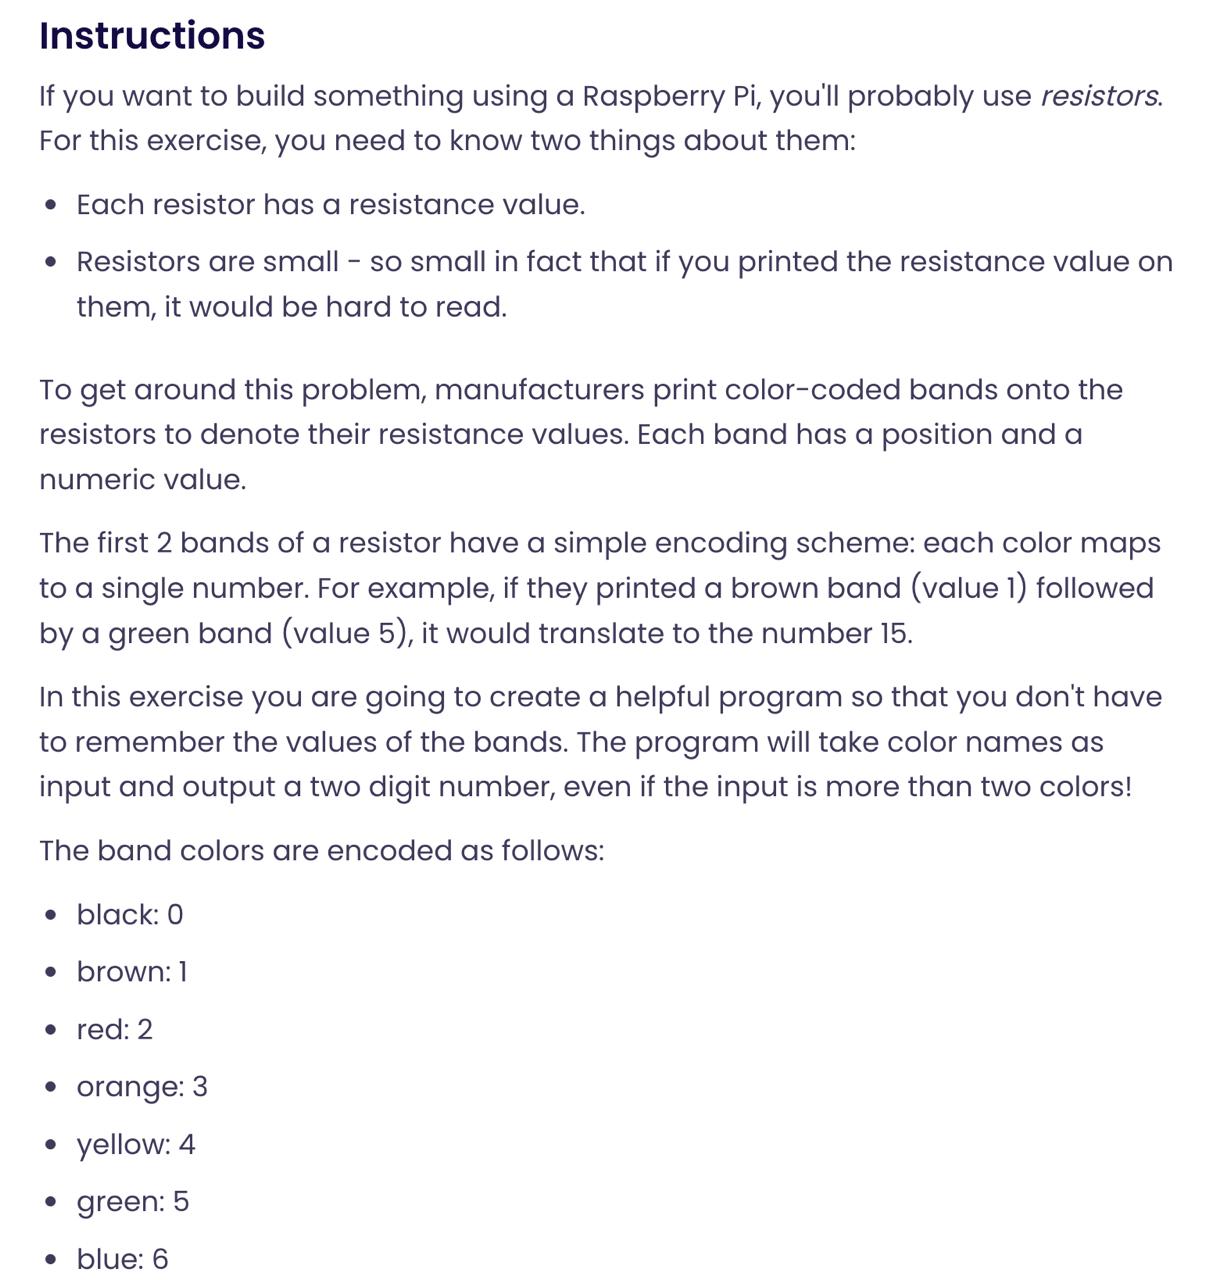 Instructions
If you want to build something using a Raspberry Pi, you'll probably use resistors.
For this exercise, you need to know two things about them:
• Each resistor has a resistance value.
• Resistors are small - so small in fact that if you printed the resistance value on
them, it would be hard to read.
To get around this problem, manufacturers print color-coded bands onto the
resistors to denote their resistance values. Each band has a position and a
numeric value.
The first 2 bands of a resistor have a simple encoding scheme: each color maps
to a single number. For example, if they printed a brown band (value 1) followed
by a green band (value 5), it would translate to the number 15.
In this exercise you are going to create a helpful program so that you don't have
to remember the values of the bands. The program will take color names as
input and output a two digit number, even if the input is more than two colors!
The band colors are encoded as follows:
• black: 0
• brown: 1
• red: 2
• orange: 3
• yellow: 4
• green: 5
• blue: 6